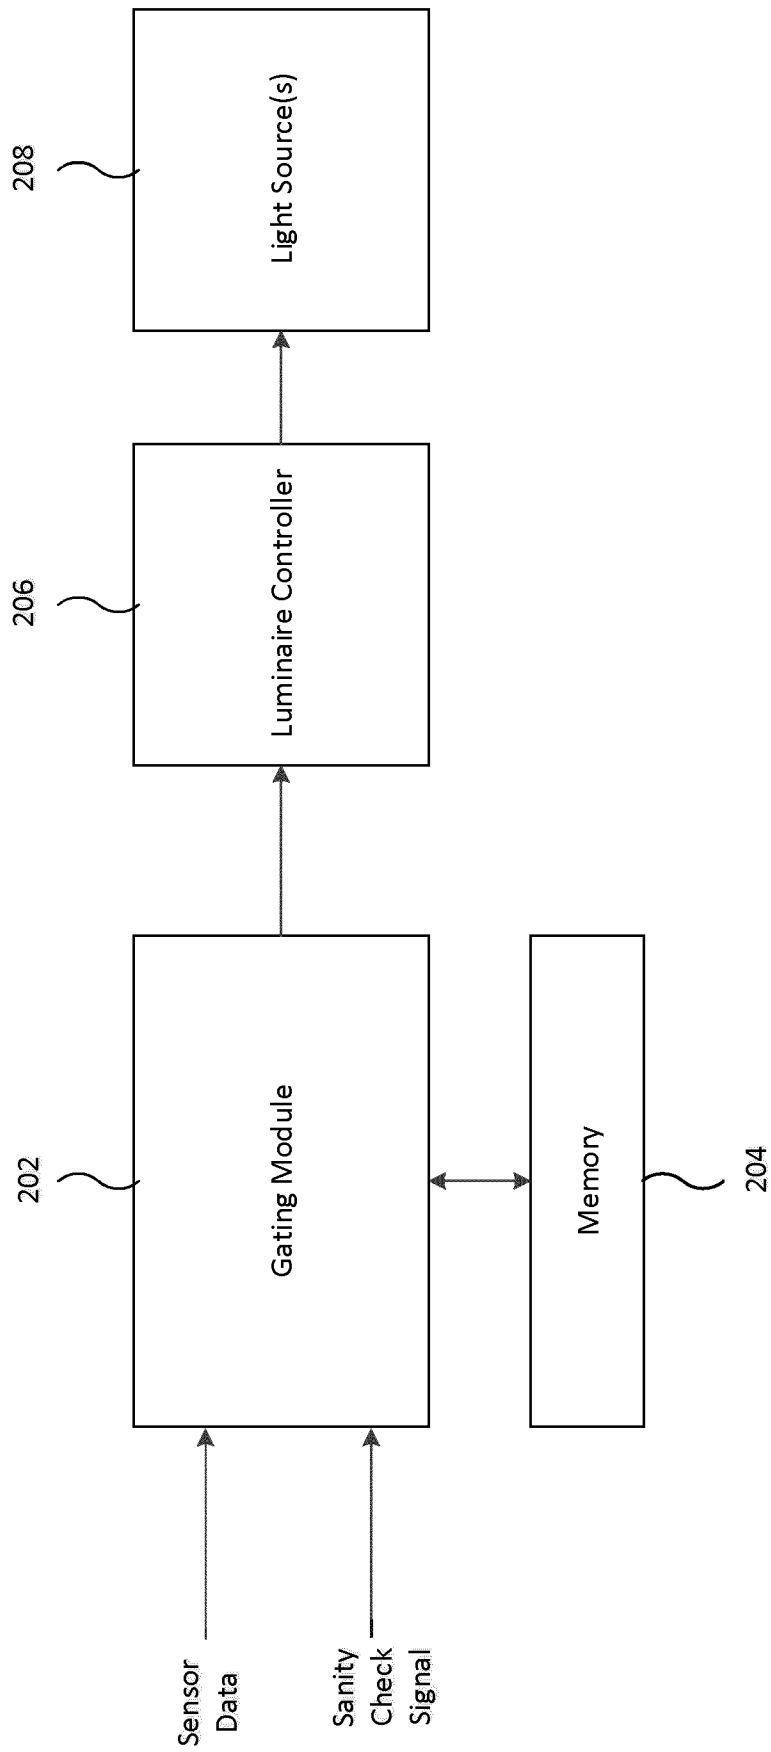 202
206
208
Sensor
Data
Sanity
Check
Signal
Gating Module
Luminaire Controller
Light Source(s)
Memory
204